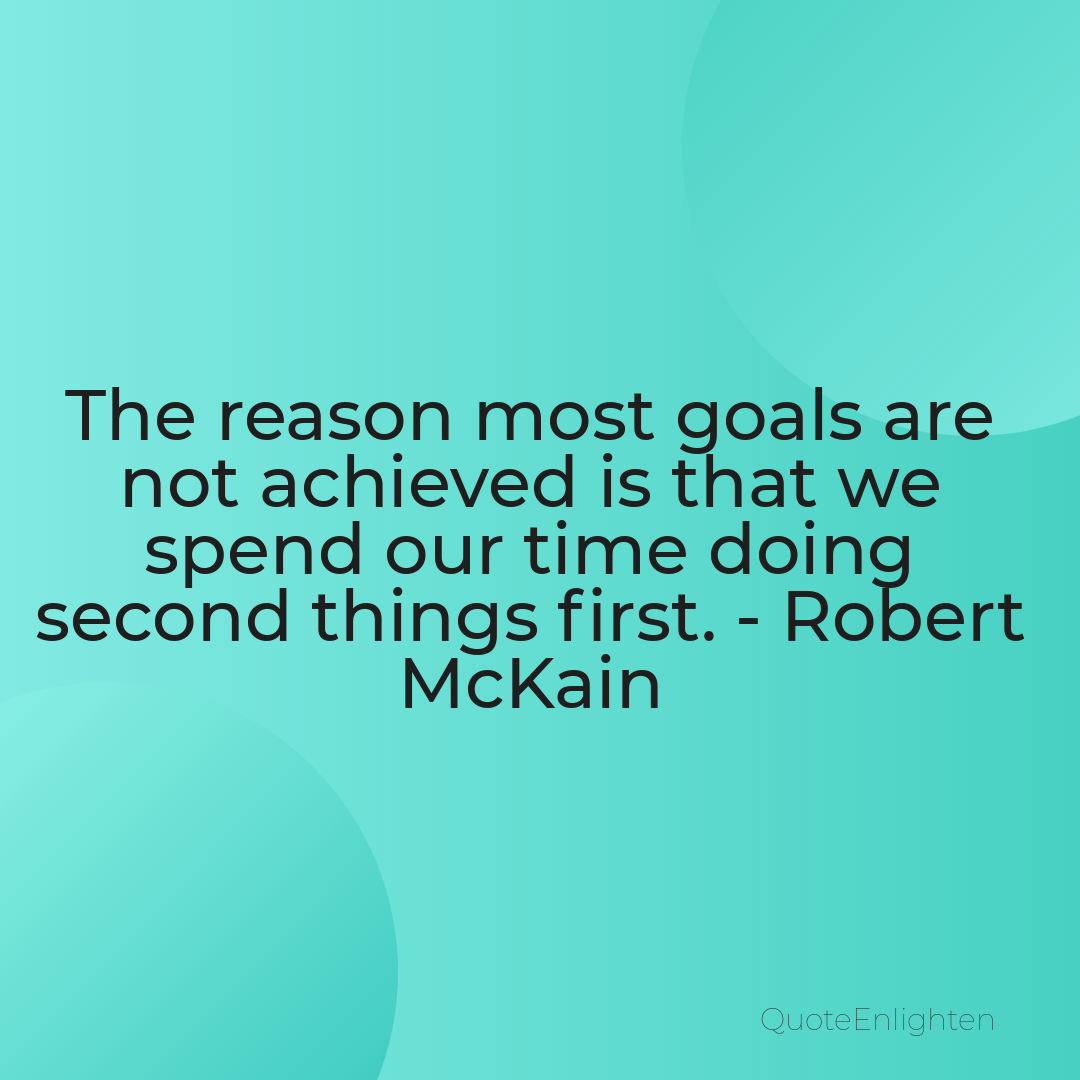 The reason most goals are
not achieved is that we
spend our time doing
second things first. - Robert
McKain
QuoteEnlighten